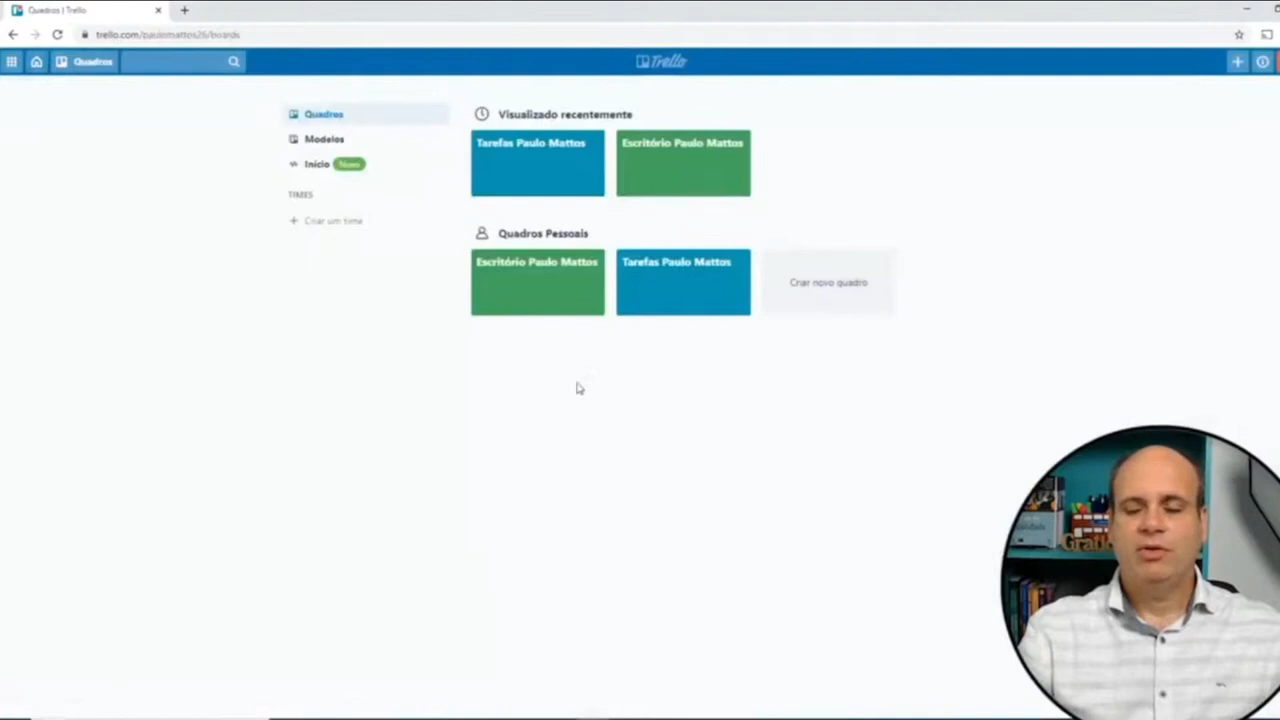 Quadros | Trello
trello.com/paulomattos26/boards
Quadros
Trello
Quadros
Visualizado recentemente
Modelos
Tarefas Paulo Mattos
Escritório Paulo Mattos
Início
Novo
TIMES
Criar um time
Quadros Pessoais
Escritório Paulo Mattos
Tarefas Paulo Mattos
Criar novo quadro